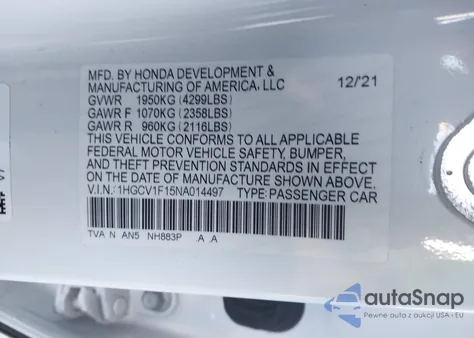 MFD. BY HONDA DEVELOPMENT &
MANUFACTURING OF AMERICA, LLC
12/21
GVWR 1950KG (4299LBS)
GAWR F 1070KG (2358LBS)
GAWR R 960KG (2116LBS)
THIS VEHICLE CONFORMS TO ALL APPLICABLE
FEDERAL MOTOR VEHICLE SAFETY, BUMPER,
AND THEFT PREVENTION STANDARDS IN EFFECT
ON THE DATE OF MANUFACTURE SHOWN ABOVE.
V.I.N.: 1HGCV1F15NA014497 TYPE:PASSENGER CAR
TVA N AN5 NH883P .A .A
autoSnap
Pewne auta z aukcji USA i